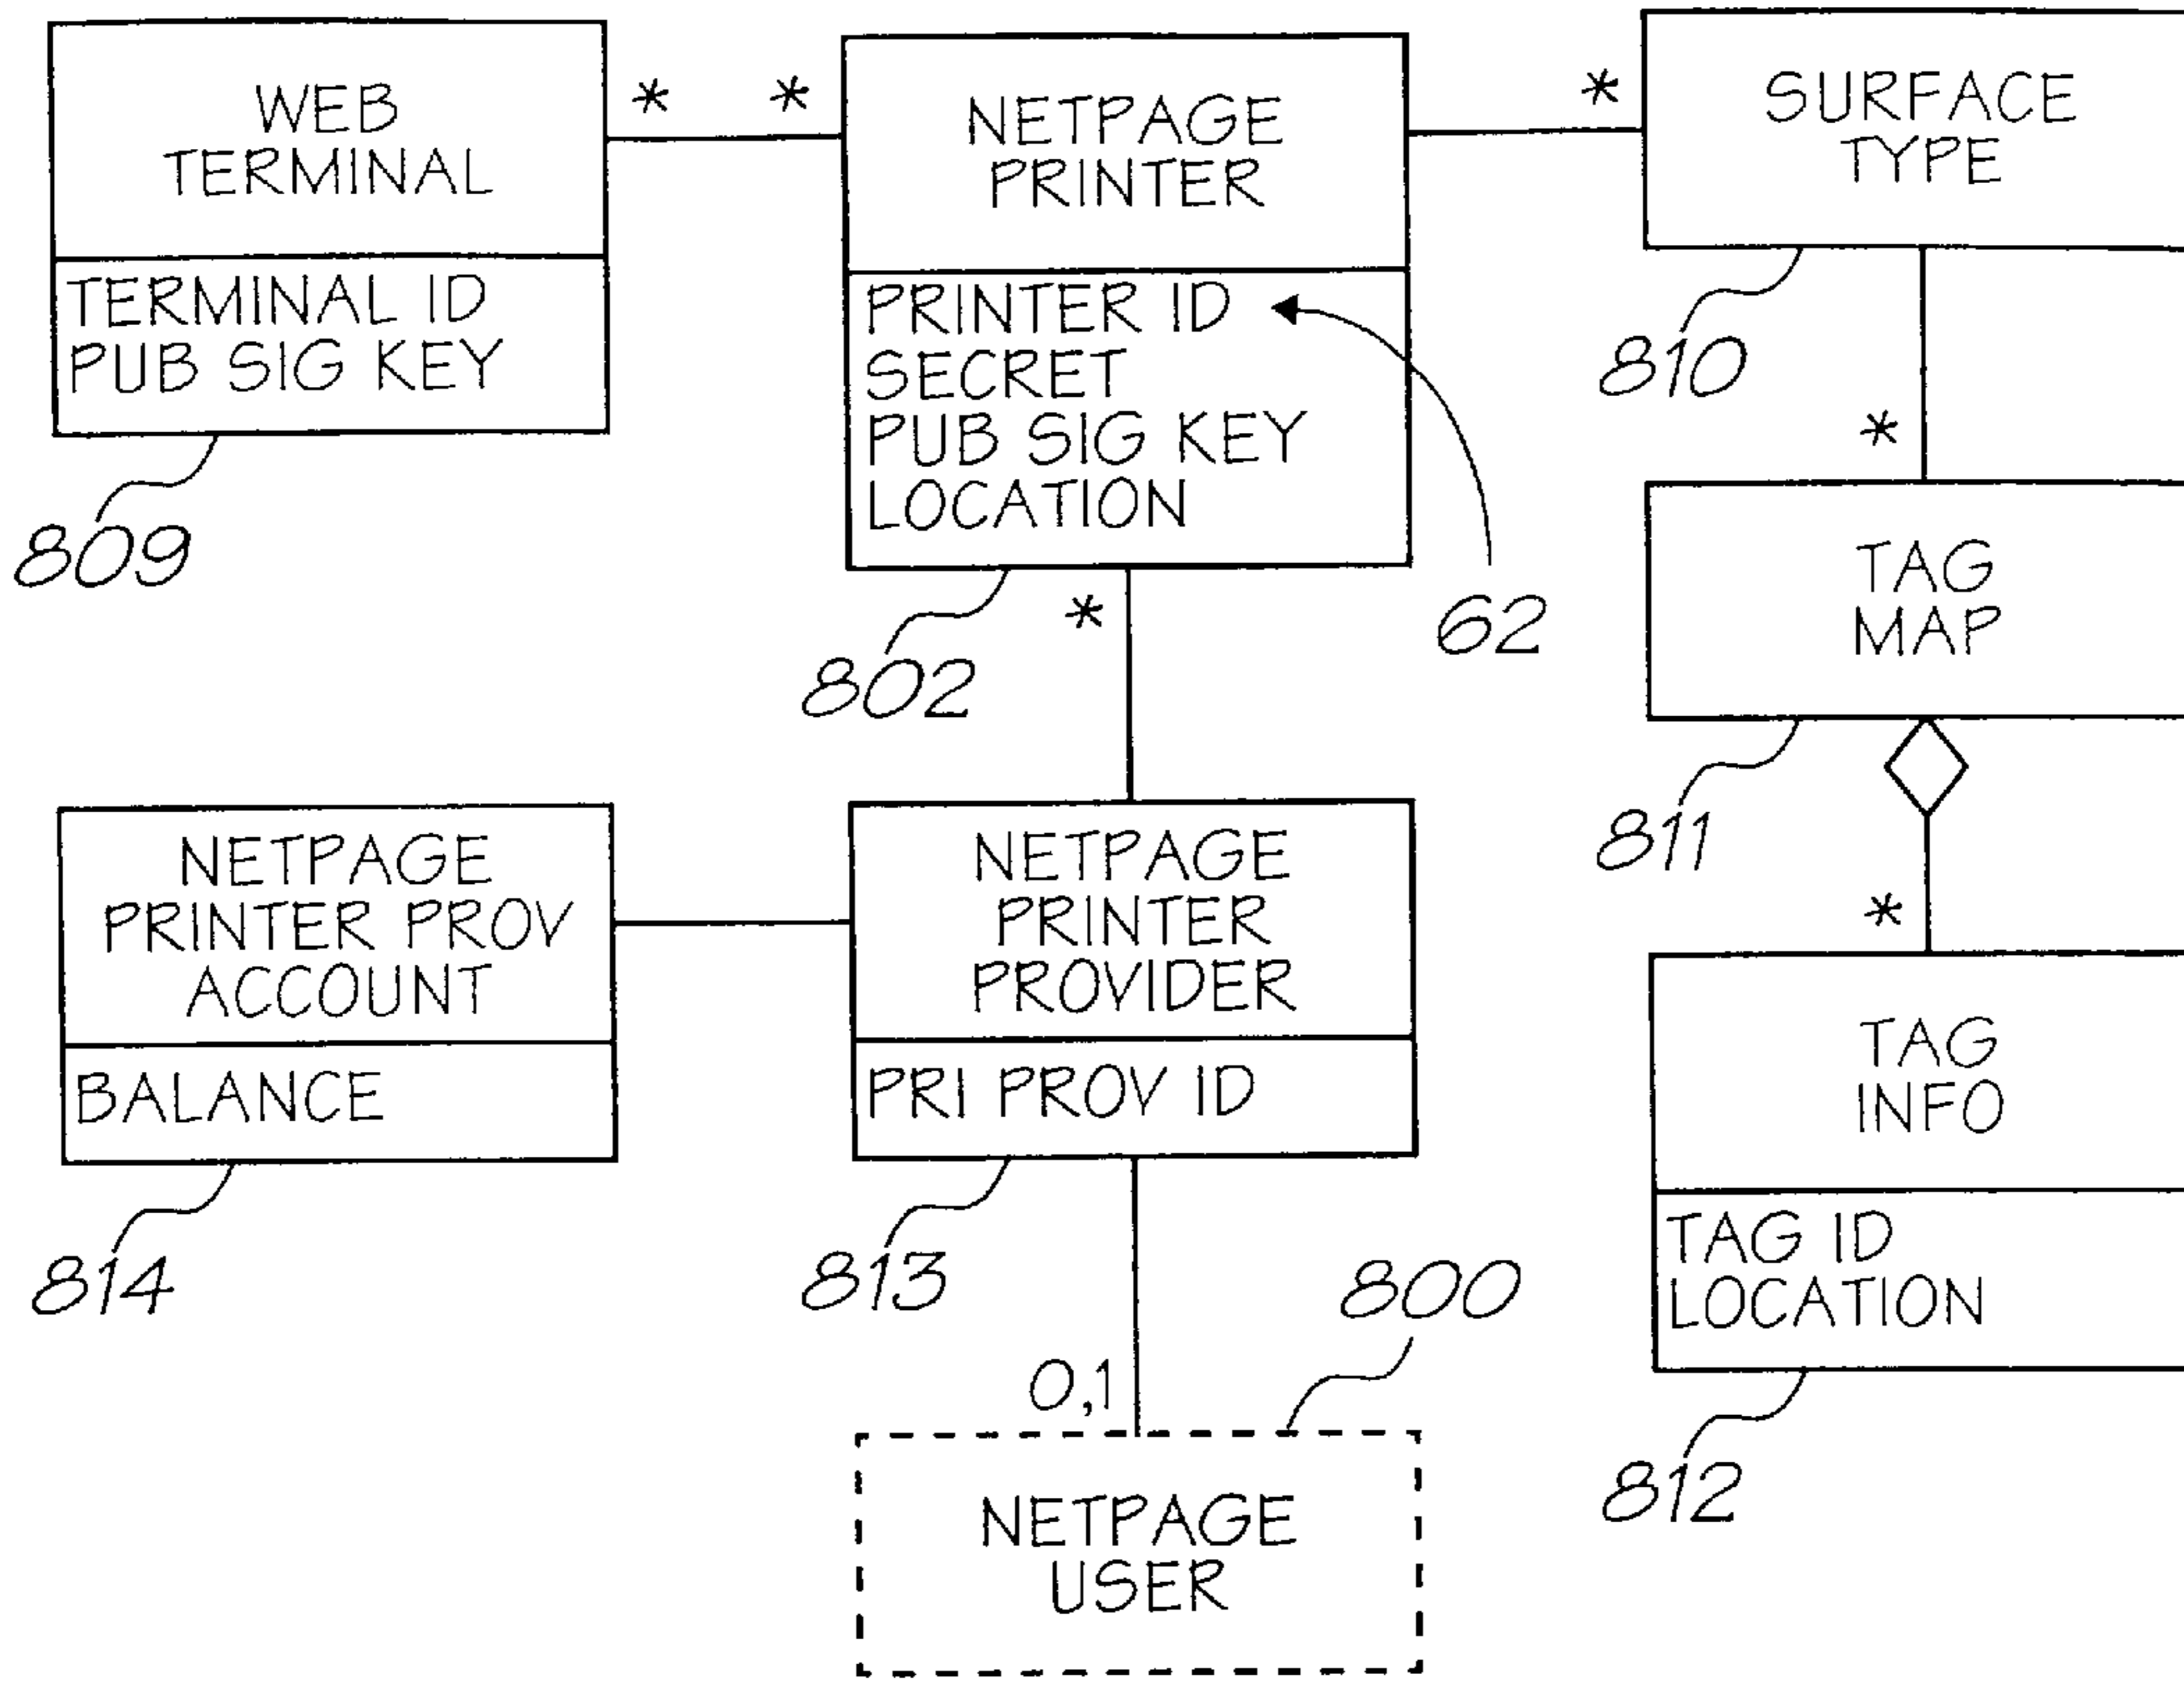 WEB
TERMINAL
TERMINAL ID
PUB SIG KEY
809
*
*
NETPAGE
PRINTER
PRINTER ID
SECRET
PUB SIG KEY
LOCATION
62
802
*
*
SURFACE
TYPE
810
*
TAG
MAP
811
*
TAG
INFO
TAG ID
LOCATION
812
NETPAGE
PRINTER PROV
ACCOUNT
BALANCE
814
NETPAGE
PRINTER
PROVIDER
PRI PROV ID
813
800
0,1
NETPAGE
USER